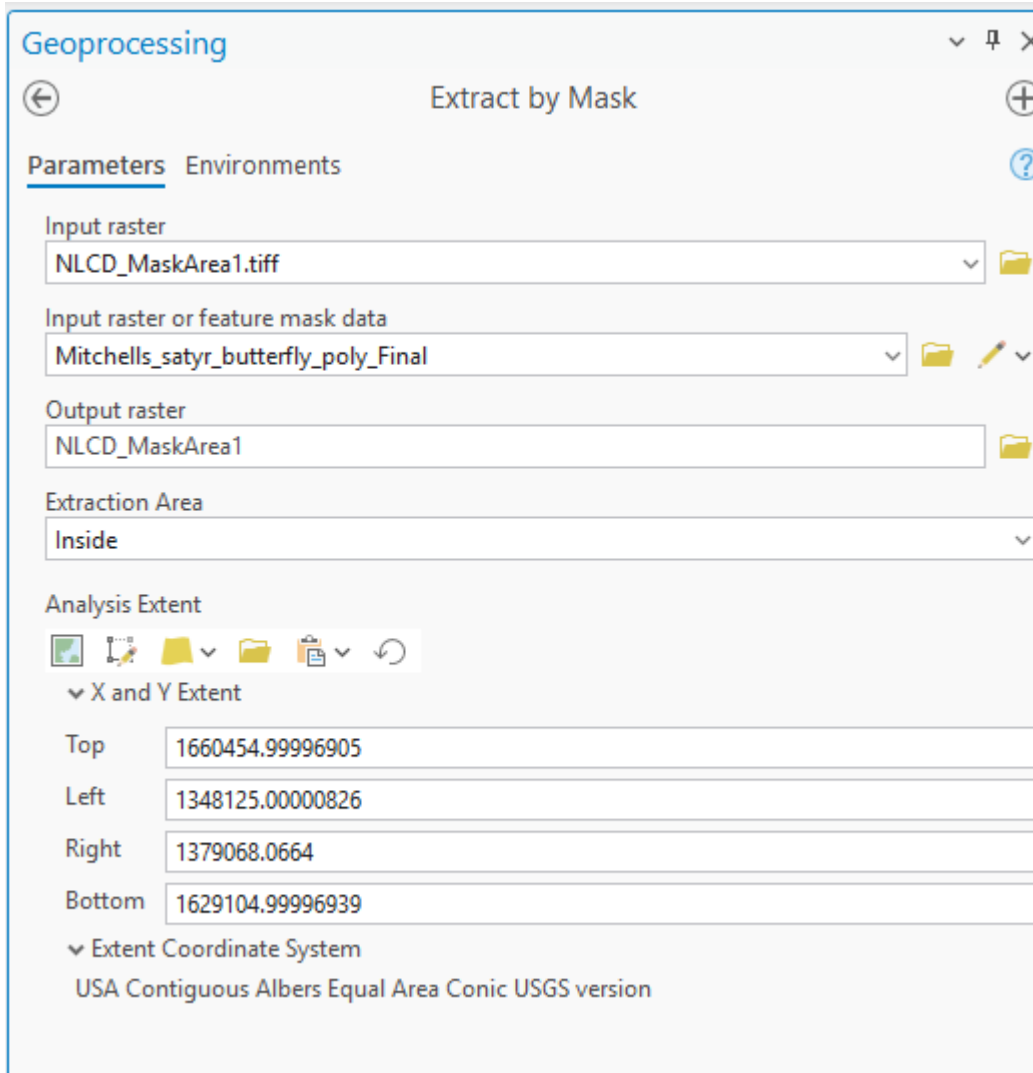 Geoprocessing
Extract by Mask
Parameters Environments
Input raster
NLCD_MaskArea1.tiff
Input raster or feature mask data
Mitchells_satyr_butterfly_poly_Final
Output raster
NLCD_MaskArea1
Extraction Area
Inside
Analysis Extent
X and Y Extent
Top 1660454.99996905
Left 1348125.00000826
Right 1379068.0664
Bottom 1629104.99996939
Extent Coordinate System
USA Contiguous Albers Equal Area Conic USGS version